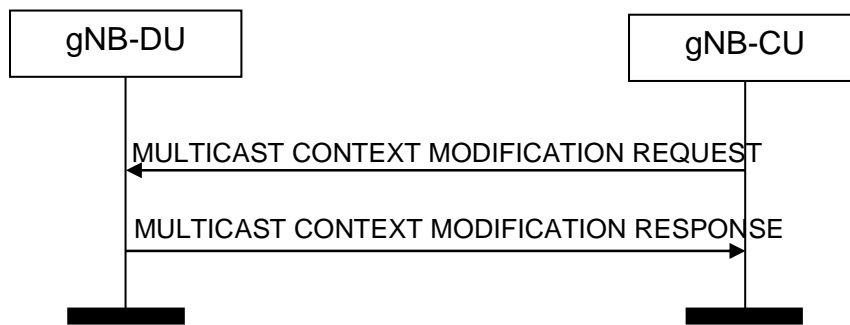 gNB-DU
gNB-CU
MULTICAST CONTEXT MODIFICATION REQUEST
MULTICAST CONTEXT MODIFICATION RESPONSE